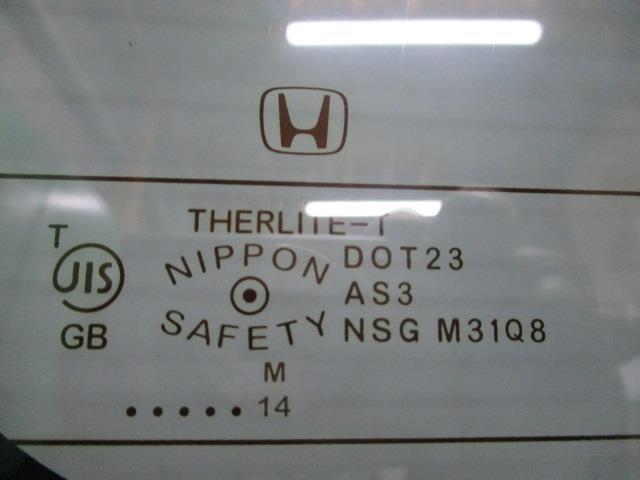 THERLITE-T
T
JIS
GB
NIPPON
SAFETY
DOT23
AS3
NSG M31Q8
M
•••••14